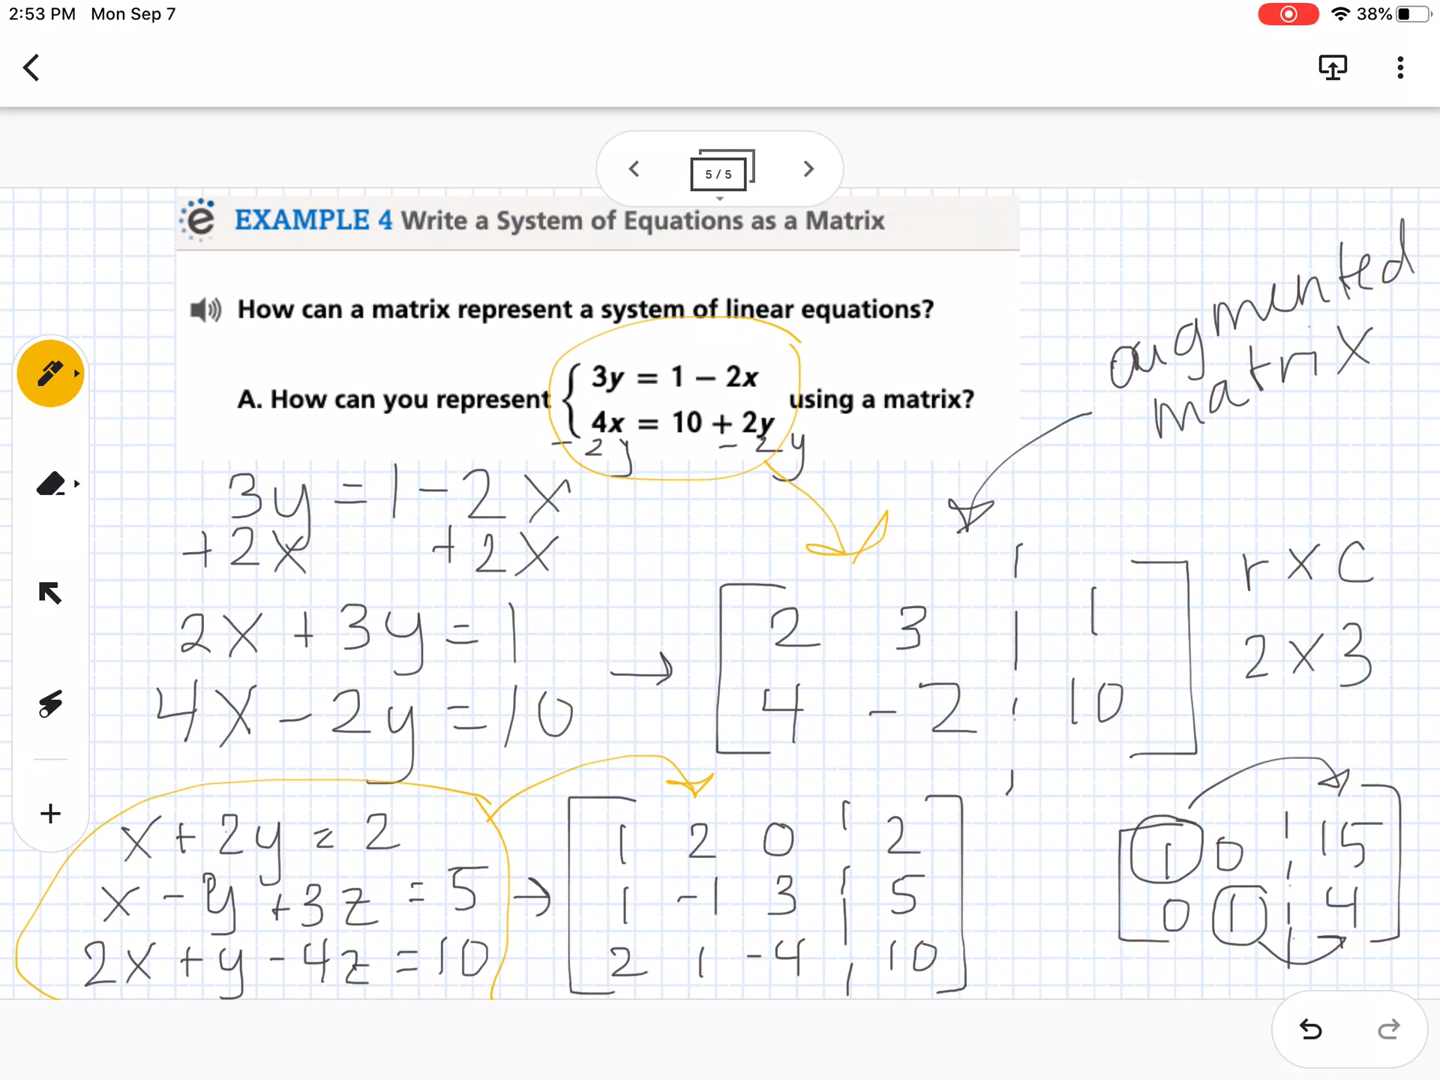 2:53 PM Mon Sep 7
38%
5 / 5
e EXAMPLE 4 Write a System of Equations as a Matrix
How can a matrix represent a system of linear equations?
A. How can you represent { 3y = 1 − 2x
4x = 10 + 2y using a matrix?
− 2y − 2y
augmented
matrix
3y = 1 − 2x
+2x +2x
2x + 3y = 1
4x − 2y = 10
→
[ 2 3 ¦ 1
4 −2 ¦ 10 ]
r x c
2 x 3
x + 2y = 2
x − y + 3z = 5
2x + y − 4z = 10
→
[ 1 2 0 ¦ 2
1 −1 3 ¦ 5
2 1 −4 ¦ 10 ]
[ 1 0 ¦ 15
0 1 ¦ 4 ]